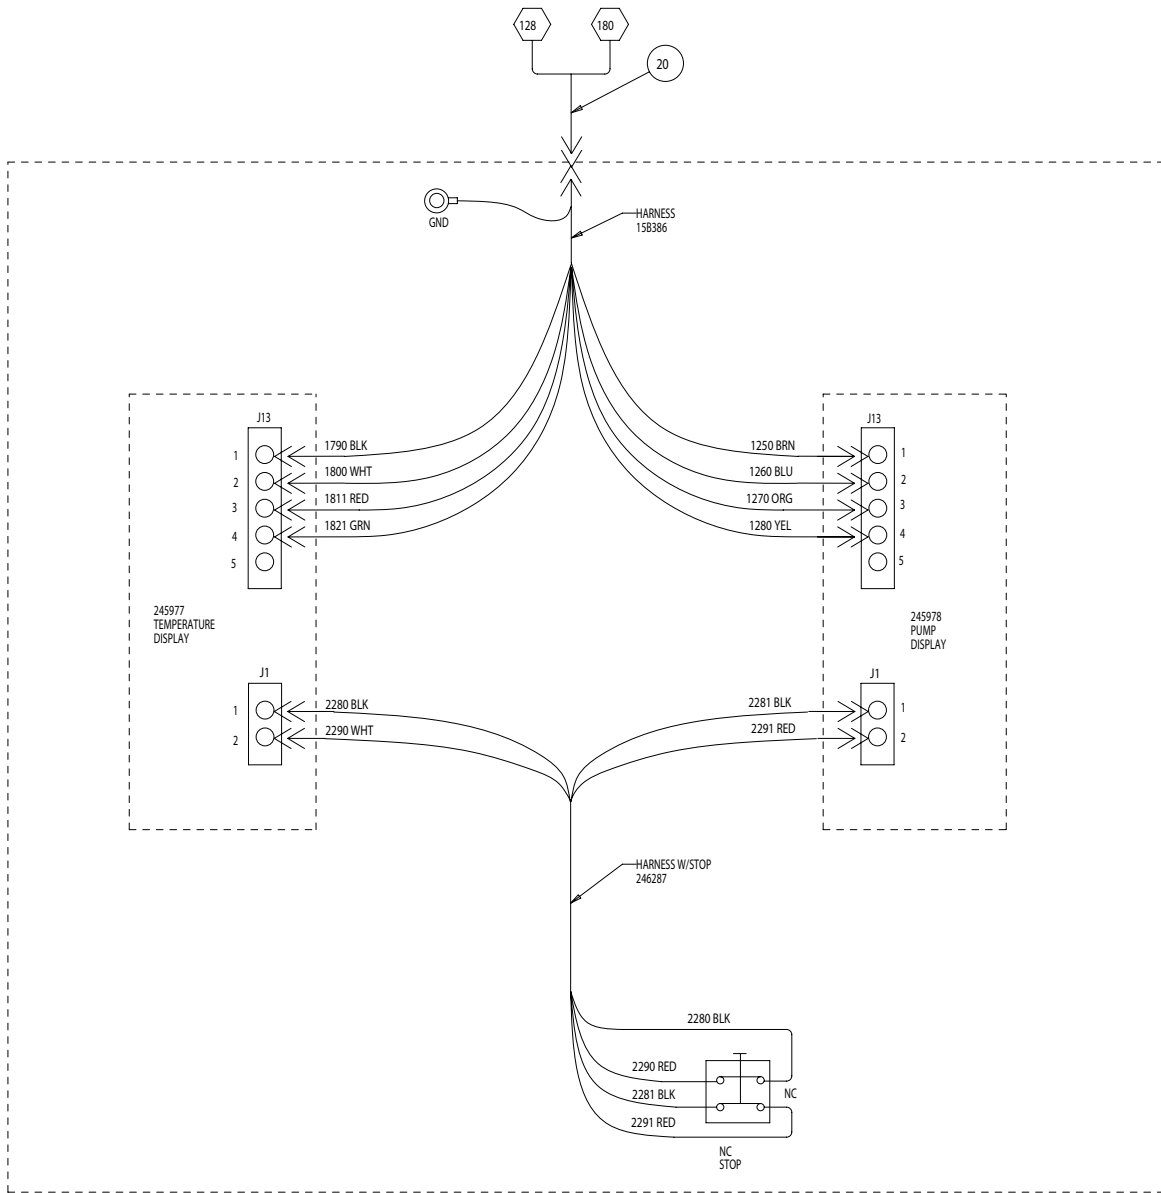 128
180
20
GND
HARNESS
15B386
J13
1
2
3
4
5
1790 BLK
1800 WHT
1811 RED
1821 GRN
1250 BRN
1260 BLU
1270 ORG
1280 YEL
J13
1
2
3
4
5
245977
TEMPERATURE
DISPLAY
245978
PUMP
DISPLAY
J1
1
2
2280 BLK
2290 WHT
2281 BLK
2291 RED
J1
1
2
HARNESS W/STOP
246287
2280 BLK
2290 RED
2281 BLK
2291 RED
NC
NC
STOP